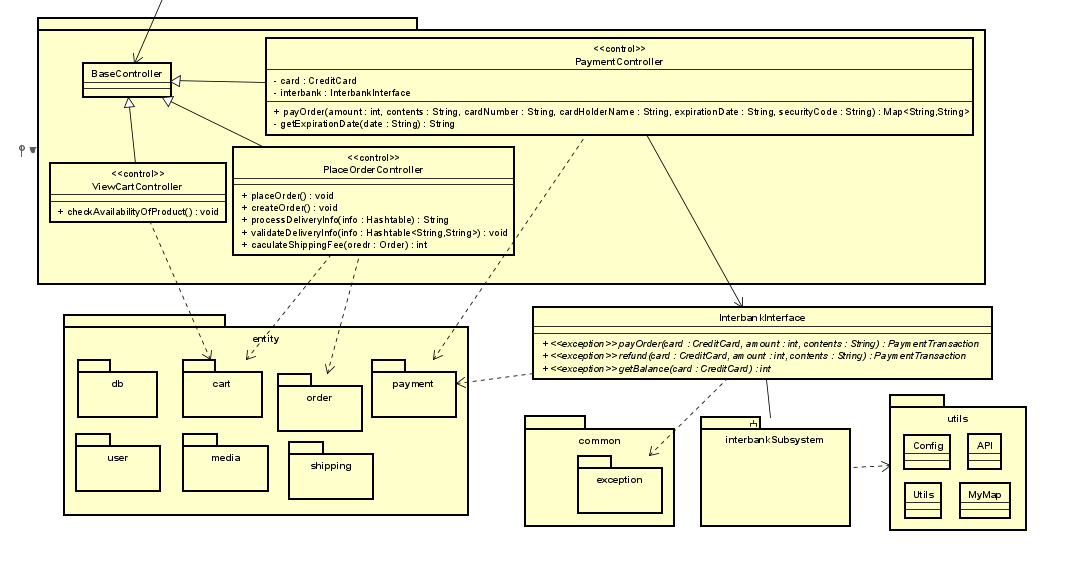 <<control>>
PaymentController
- card : CreditCard
- interbank : InterbankInterface
+ payOrder(amount : int, contents : String, cardNumber : String, cardHolderName : String, expirationDate : String, securityCode : String) : Map<String,String>
- getExpirationDate(date : String) : String
BaseController
<<control>>
ViewCartController
+ checkAvailabilityOfProduct() : void
<<control>>
PlaceOrderController
+ placeOrder() : void
+ createOrder() : void
+ processDeliveryInfo(info : Hashtable) : String
+ validateDeliveryInfo(info : Hashtable<String,String>) : void
+ caculateShippingFee(oredr : Order) : int
InterbankInterface
+ <<exception>> payOrder(card : CreditCard, amount : int, contents : String) : PaymentTransaction
+ <<exception>> refund(card : CreditCard, amount : int, contents : String) : PaymentTransaction
+ <<exception>> getBalance(card : CreditCard) : int
entity
db
cart
order
payment
user
media
shipping
common
exception
interbankSubsystem
utils
Config
API
Utils
MyMap